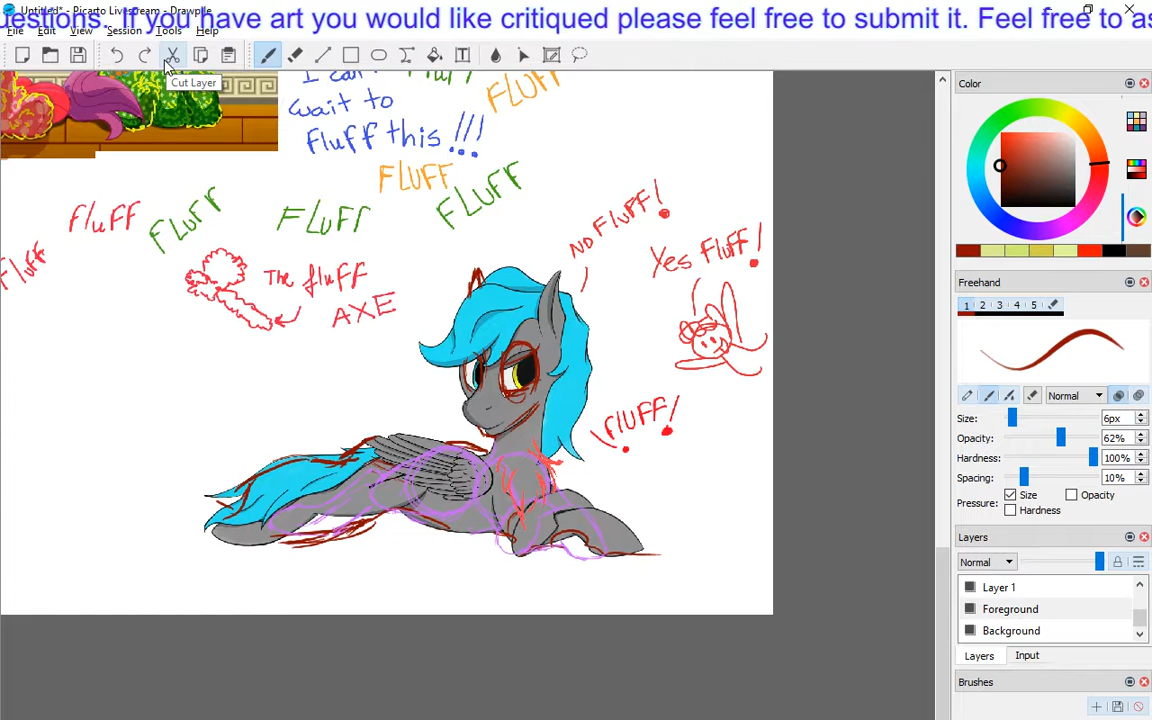 Untitled* - Picarto Livestream - Drawpile
uestions. If you have art you would like critiqued please feel free to submit it. Feel free to as
File Edit View Session Tools Help
Cut Layer
I can
wait to
fluff this!!!
FLUFF
FLUFF
FLUFF
FLUFF
FLUFF
FLUFF
FLUFF
FLUFF
The fluff
AXE
NO FLUFF!
Yes FLUFF!
FLUFF!
Color
Freehand
1 2 3 4 5
Normal
Size: 6px
Opacity: 62%
Hardness: 100%
Spacing: 10%
Pressure: Size Opacity
Hardness
Layers
Normal
Layer 1
Foreground
Background
Layers Input
Brushes